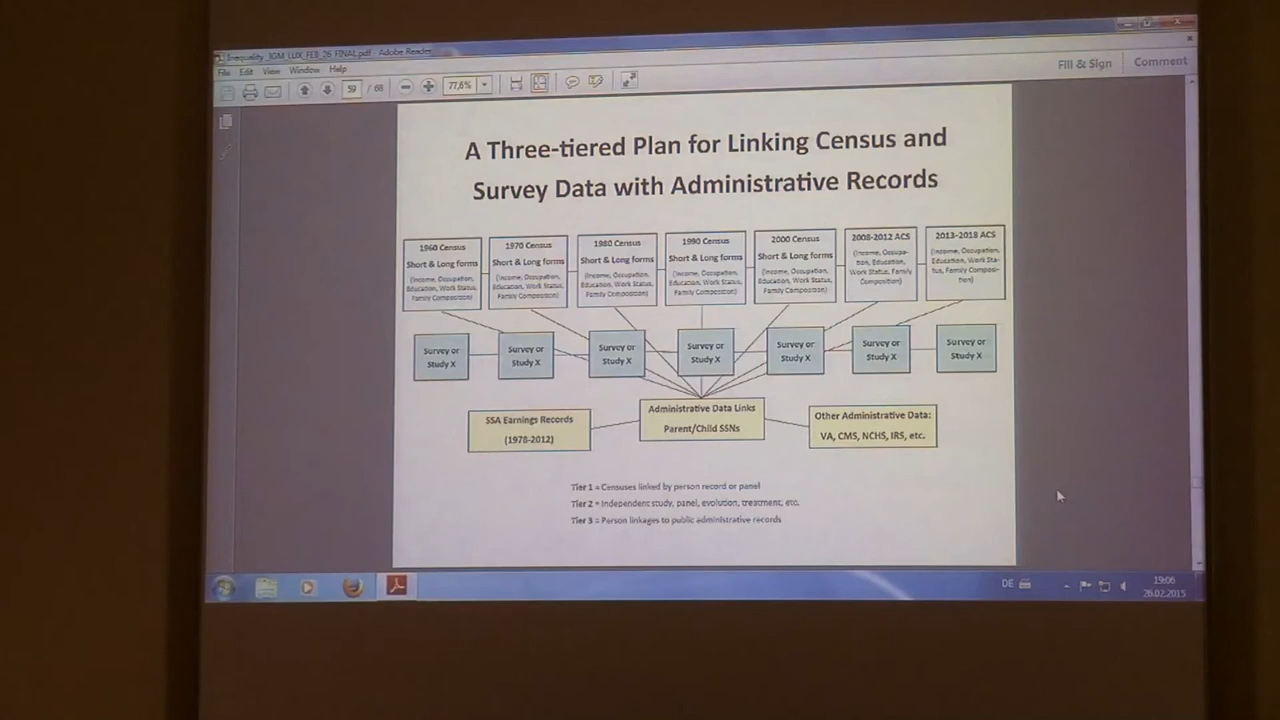 Inequality_3GM_LUX_FEB_26_FINAL.pdf - Adobe Reader
File Edit View Window Help
59 / 68 77,6% Fill & Sign Comment
A Three-tiered Plan for Linking Census and
Survey Data with Administrative Records
1960 Census
Short & Long forms
(Income, Occupation,
Education, Work Status,
Family Composition)
1970 Census
Short & Long forms
(Income, Occupation,
Education, Work Status,
Family Composition)
1980 Census
Short & Long forms
(Income, Occupation,
Education, Work Status,
Family Composition)
1990 Census
Short & Long forms
(Income, Occupation,
Education, Work Status,
Family Composition)
2000 Census
Short & Long forms
(Income, Occupation,
Education, Work Status,
Family Composition)
2008-2012 ACS
(Income, Occupa-
tion, Education,
Work Status, Family
Composition)
2013-2018 ACS
(Income, Occupation,
Education, Work Sta-
tus, Family Composi-
tion)
Survey or
Study X
Survey or
Study X
Survey or
Study X
Survey or
Study X
Survey or
Study X
Survey or
Study X
Survey or
Study X
SSA Earnings Records
(1978-2012)
Administrative Data Links
Parent/Child SSNs
Other Administrative Data:
VA, CMS, NCHS, IRS, etc.
Tier 1 = Censuses linked by person record or panel
Tier 2 = Independent study, panel, evolution, treatment, etc.
Tier 3 = Person linkages to public administrative records
DE
19:06
26.02.2015